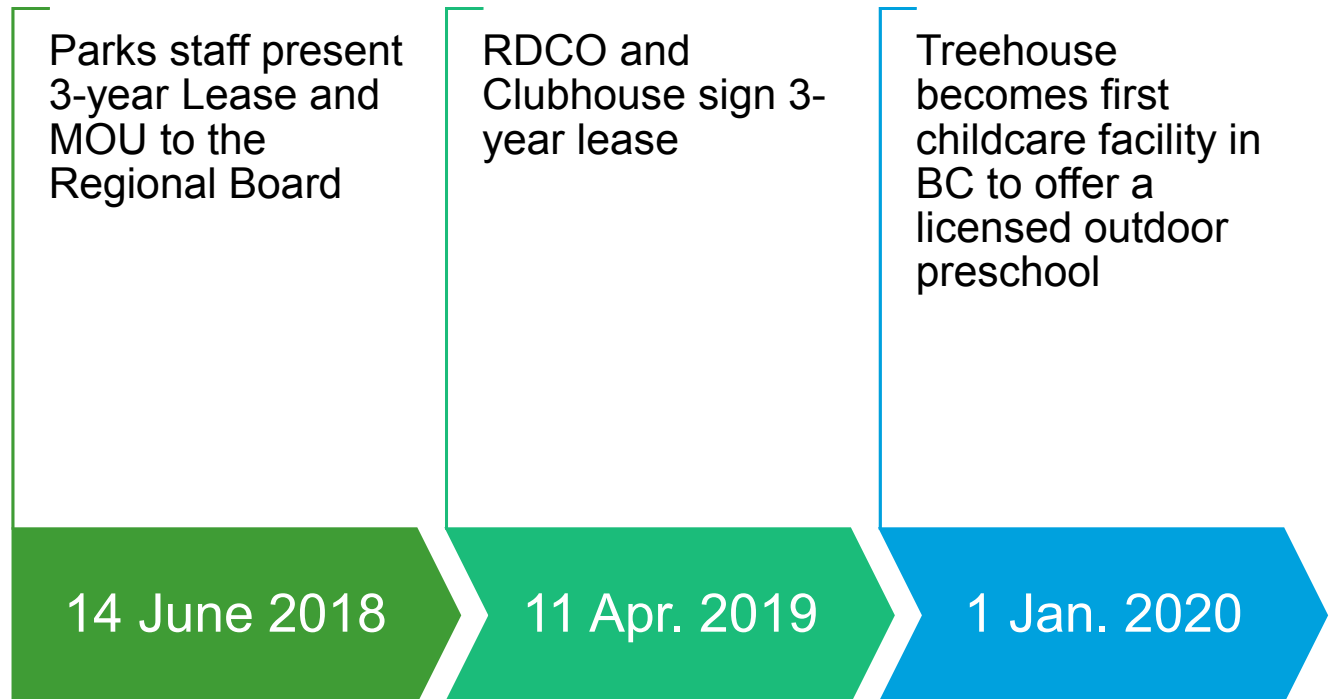 Parks staff present
3-year Lease and
MOU to the
Regional Board
RDCO and
Clubhouse sign 3-
year lease
Treehouse
becomes first
childcare facility in
BC to offer a
licensed outdoor
preschool
14 June 2018
11 Apr. 2019
1 Jan. 2020